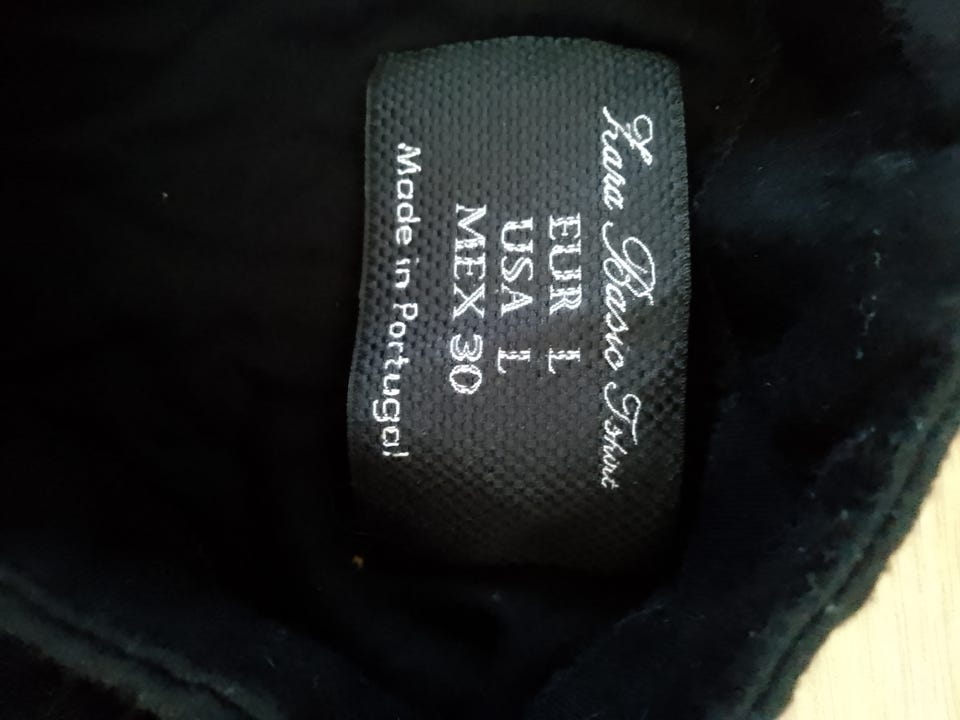 Zara Basic T.shirt
EUR L
USA L
MEX 30
Made in Portugal